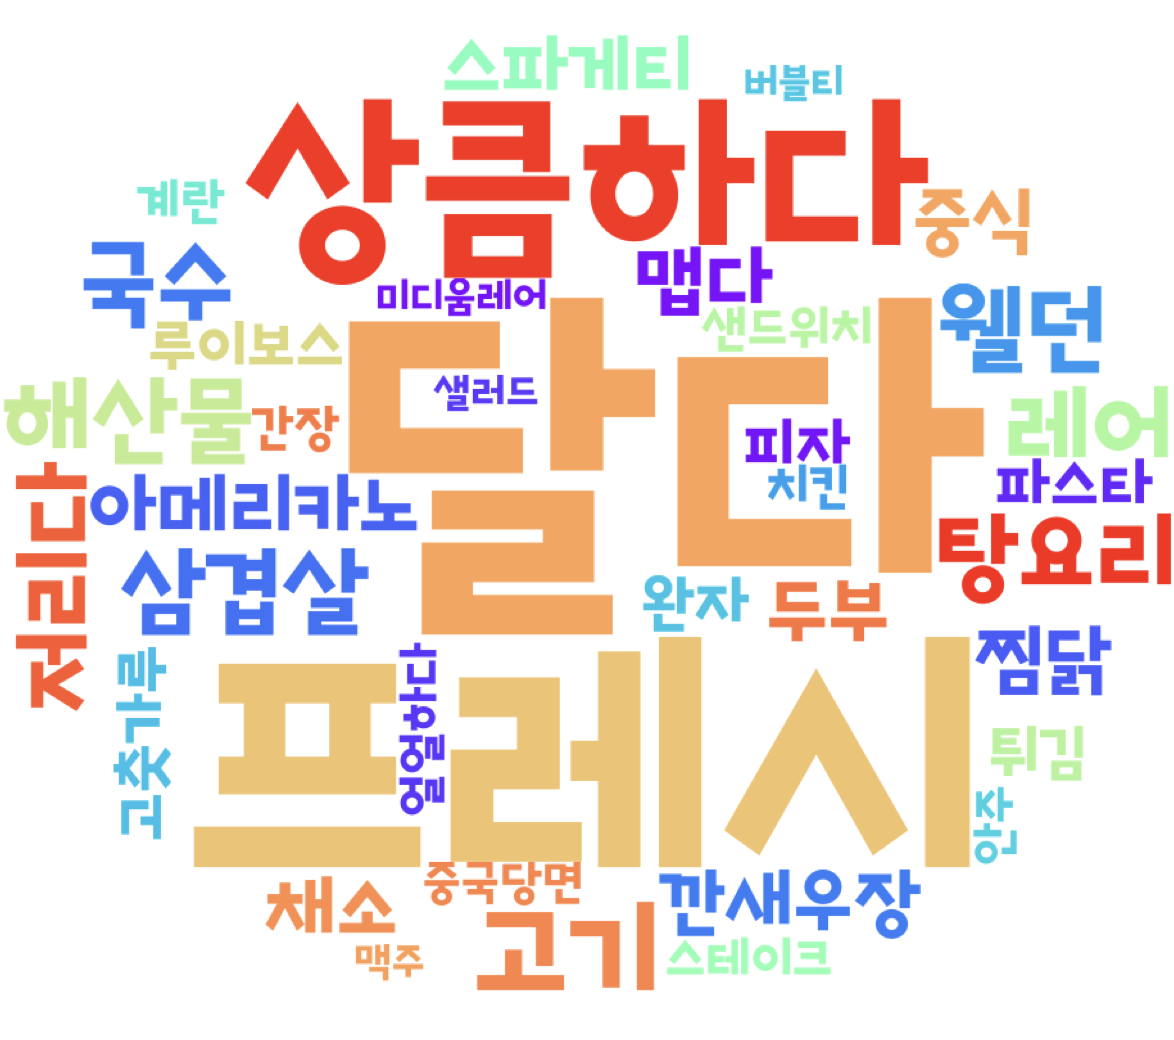 스파게티
버블티
상큼하다
계란
중식
국수
맵다
미디움레어
웰던
루이보스
샌드위치
달다
해산물
간장
샐러드
레어
피자
치킨
파스타
저리다
아메리카노
탕요리
삼겹살
완자
두부
찜닭
고춧가루
얼얼하다
프레시
튀김
안주
채소
중국당면
깐새우장
고기
맥주
스테이크